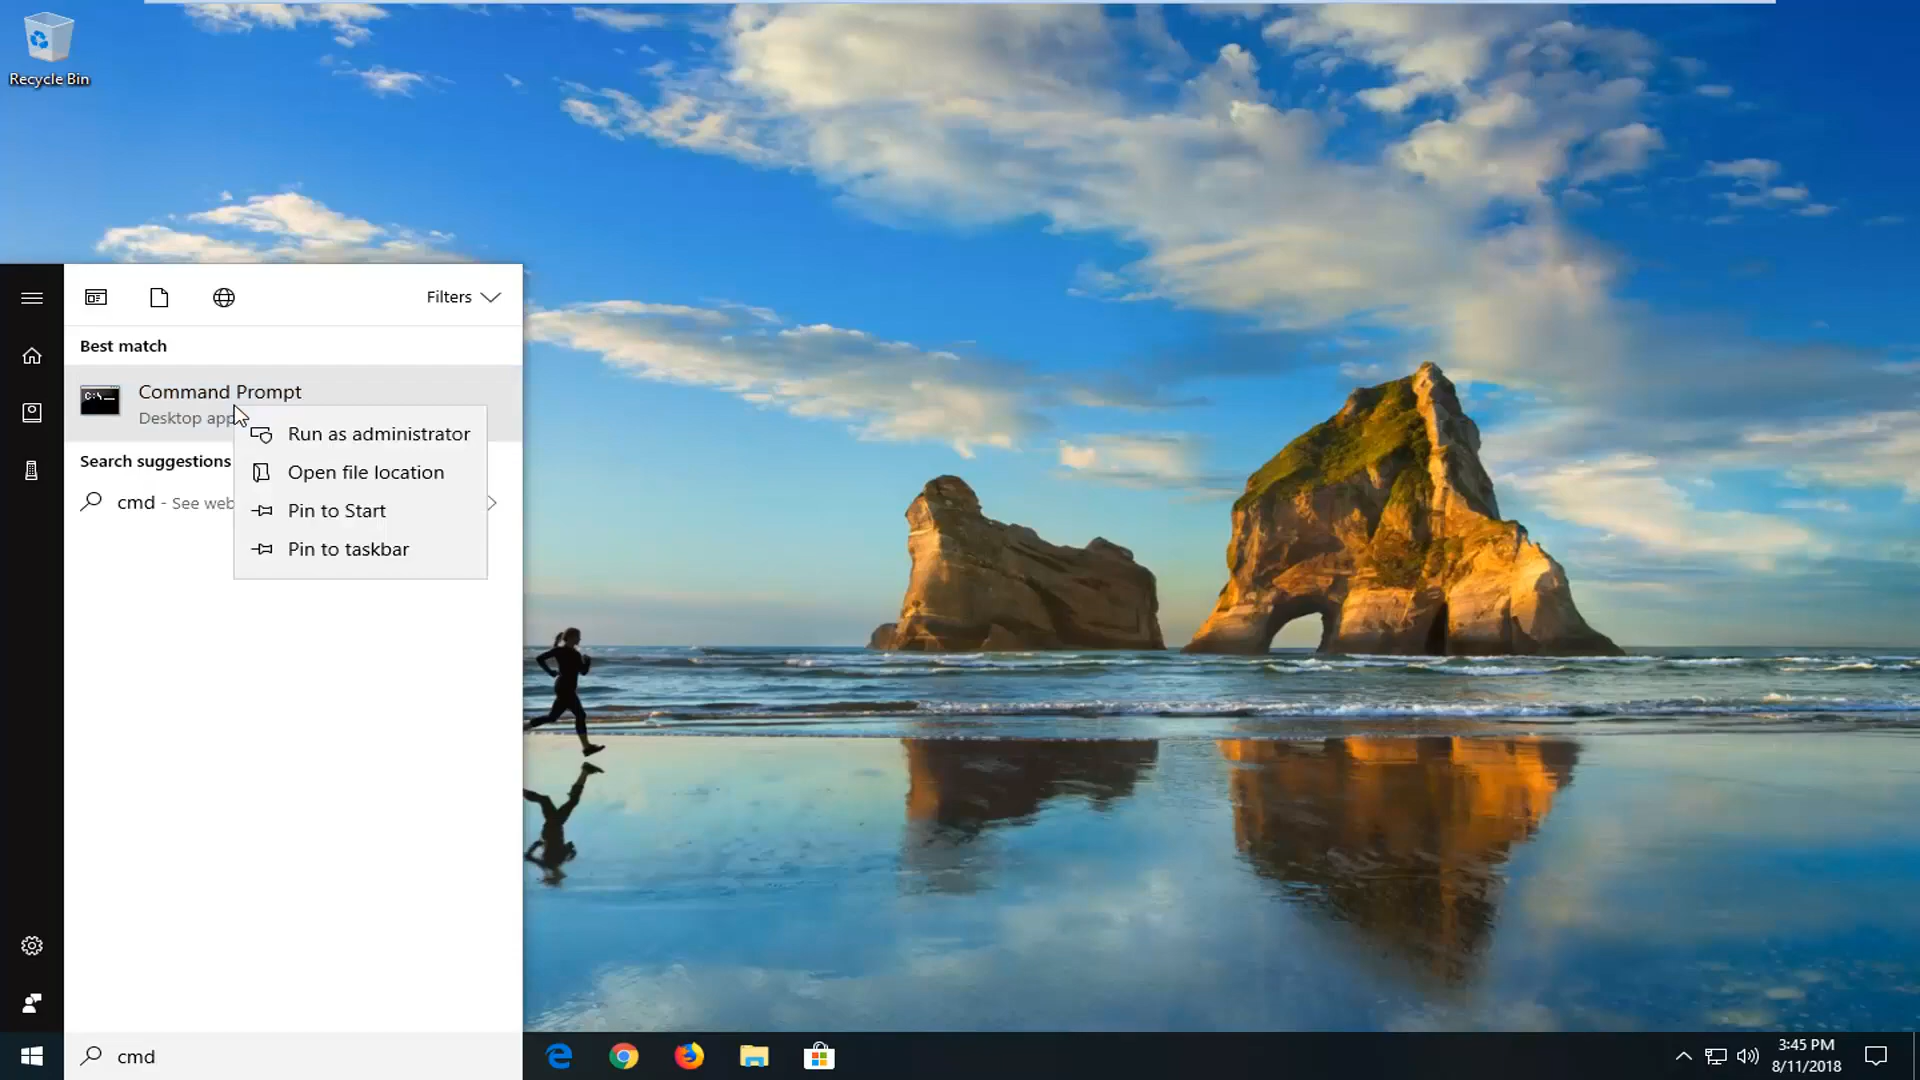 Recycle Bin
Filters
Best match
Command Prompt
Desktop app
Run as administrator
Open file location
Pin to Start
Pin to taskbar
Search suggestions
cmd - See web
cmd
3:45 PM
8/11/2018